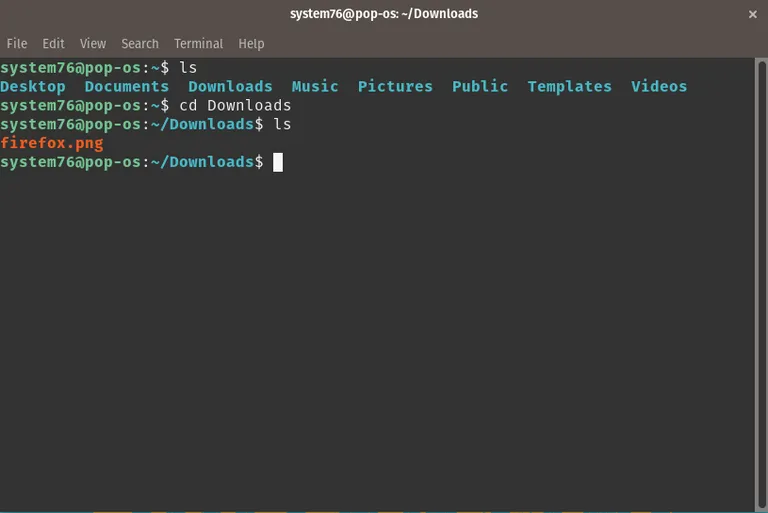 system76@pop-os: ~/Downloads
File Edit View Search Terminal Help
system76@pop-os:~$ ls
Desktop Documents Downloads Music Pictures Public Templates Videos
system76@pop-os:~$ cd Downloads
system76@pop-os:~/Downloads$ ls
firefox.png
system76@pop-os:~/Downloads$